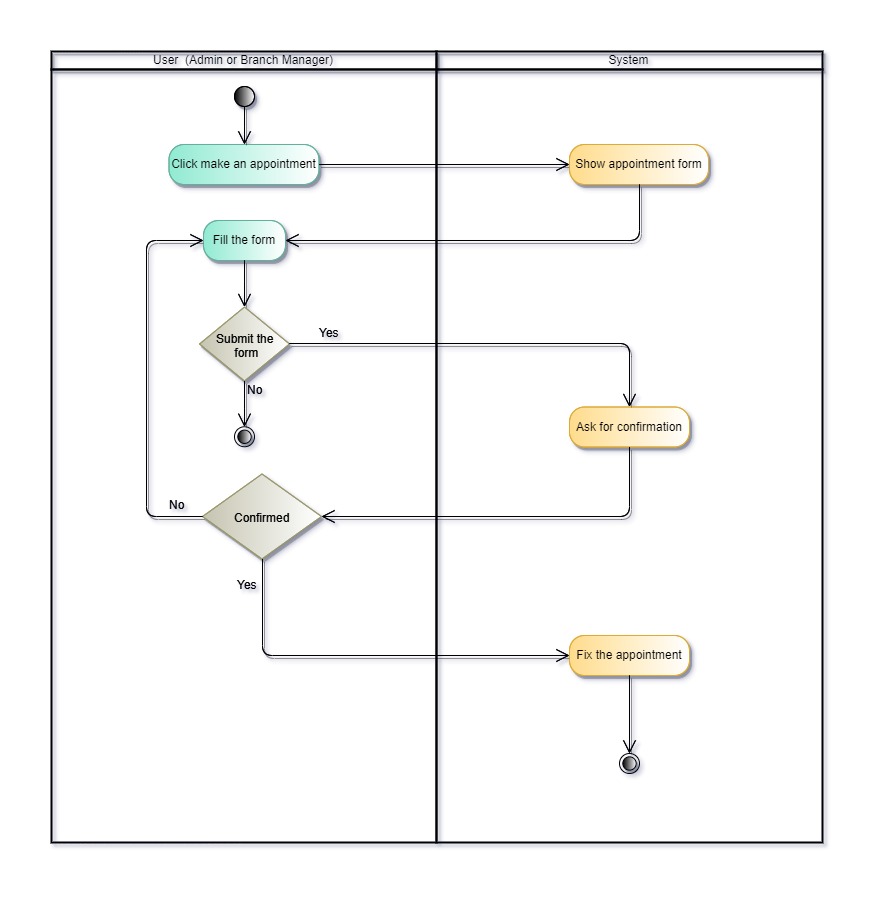 User  (Admin or Branch Manager)
System
Click make an appointment
Show appointment form
Fill the form
Submit the
form
Yes
No
Ask for confirmation
No
Confirmed
Yes
Fix the appointment